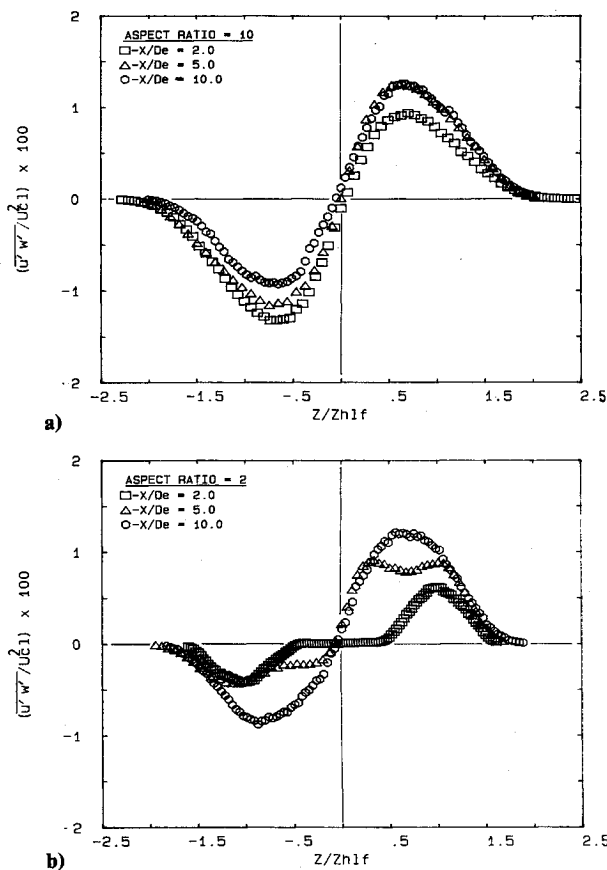 2
ASPECT RATIO = 10
□-X/De = 2.0
△-X/De = 5.0
○-X/De = 10.0
1
(u'w'/Ucl²) x 100
0
-1
-2
-2.5 -1.5 -.5 .5 1.5 2.5
Z/Zhlf
a)
2
ASPECT RATIO = 2
□-X/De = 2.0
△-X/De = 5.0
○-X/De = 10.0
1
(u'w'/Ucl²) x 100
0
-1
-2
-2.5 -1.5 -.5 .5 1.5 2.5
Z/Zhlf
b)